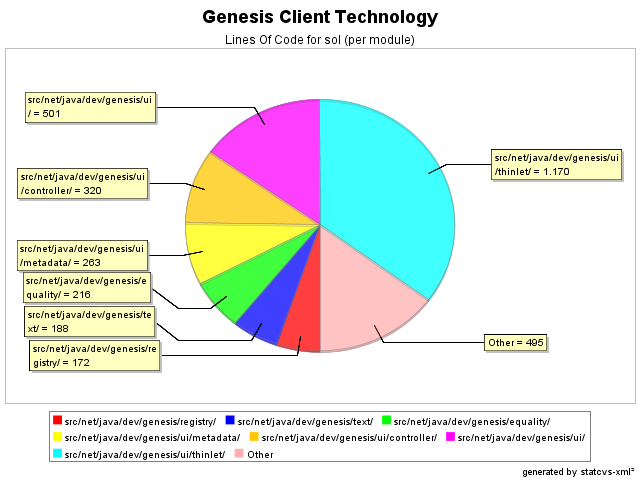 Genesis Client Technology
Lines Of Code for sol (per module)
src/net/java/dev/genesis/ui
/ = 501
src/net/java/dev/genesis/ui
/thinlet/ = 1.170
src/net/java/dev/genesis/ui
/controller/ = 320
src/net/java/dev/genesis/ui
/metadata/ = 263
src/net/java/dev/genesis/e
quality/ = 216
src/net/java/dev/genesis/te
xt/ = 188
src/net/java/dev/genesis/re
gistry/ = 172
Other = 495
src/net/java/dev/genesis/registry/ src/net/java/dev/genesis/text/ src/net/java/dev/genesis/equality/
src/net/java/dev/genesis/ui/metadata/ src/net/java/dev/genesis/ui/controller/ src/net/java/dev/genesis/ui/
src/net/java/dev/genesis/ui/thinlet/ Other
generated by statcvs-xml²